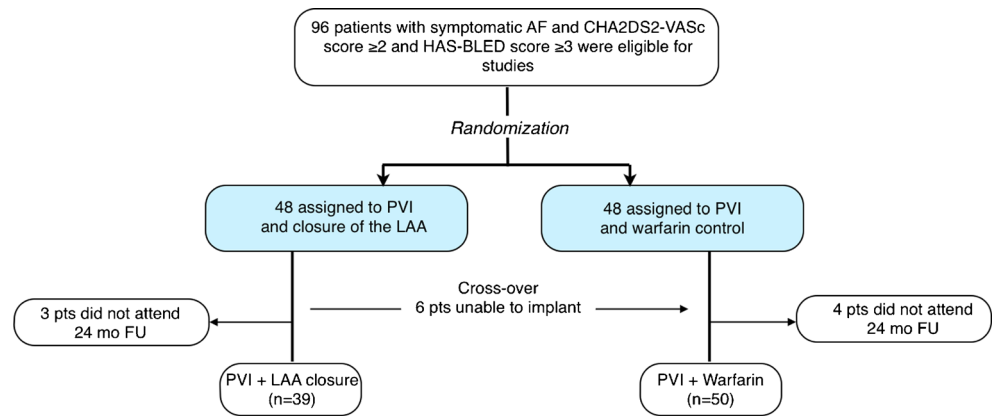 96 patients with symptomatic AF and CHA2DS2-VASc
score ≥2 and HAS-BLED score ≥3 were eligible for
studies
Randomization
48 assigned to PVI
and closure of the LAA
48 assigned to PVI
and warfarin control
Cross-over
6 pts unable to implant
3 pts did not attend
24 mo FU
4 pts did not attend
24 mo FU
PVI + LAA closure
(n=39)
PVI + Warfarin
(n=50)